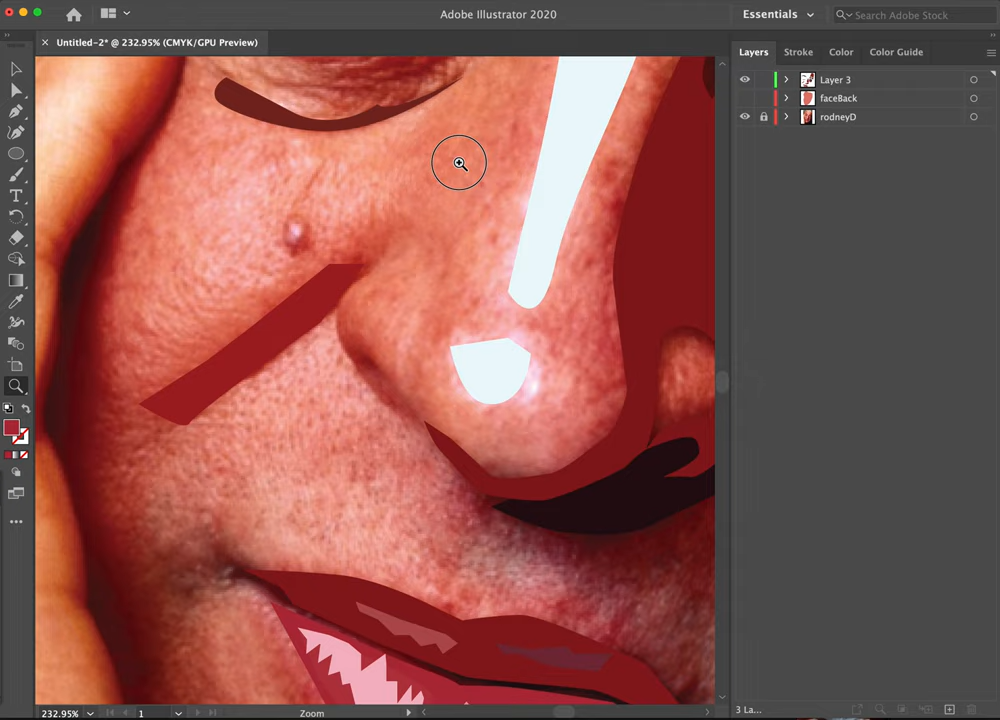 Adobe Illustrator 2020
Essentials
Search Adobe Stock
Untitled-2* @ 232.95% (CMYK/GPU Preview)
Layers
Stroke
Color
Color Guide
Layer 3
faceBack
rodneyD
232.95%
1
Zoom
3 La...